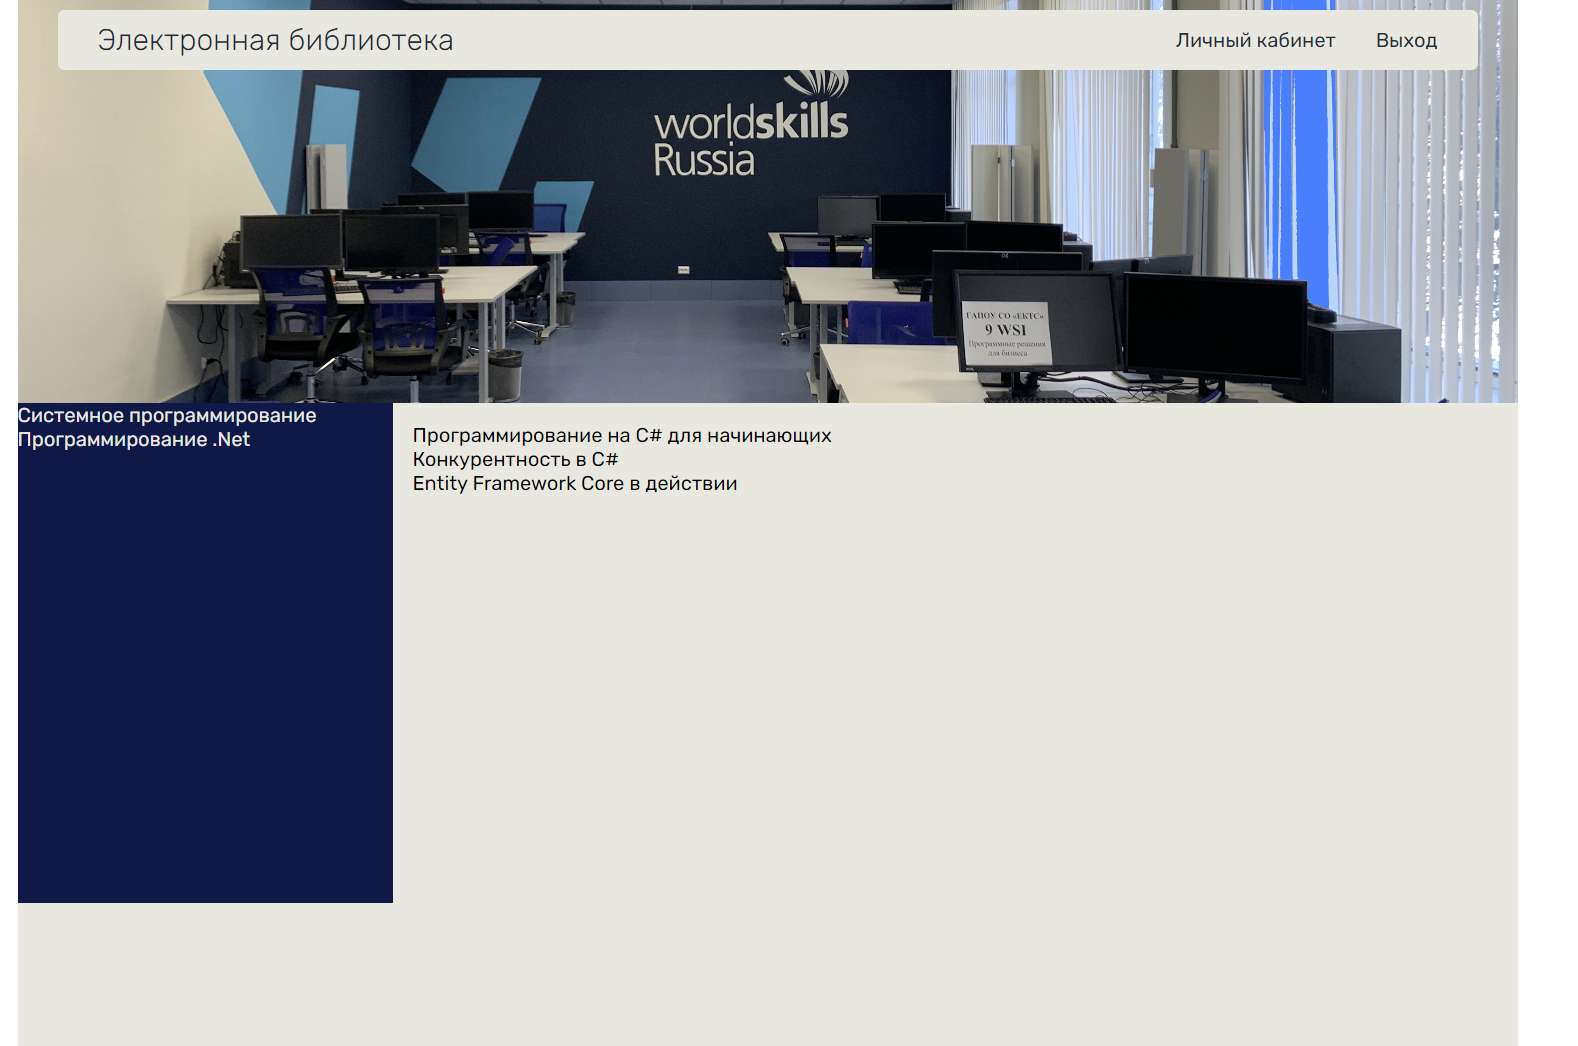 Электронная библиотека
Личный кабинет
Выход
worldskills
Russia
ГАПОУ СО «ЕКТС»
9 WSI
Программные решения
для бизнеса
Системное программирование
Программирование .Net
Программирование на C# для начинающих
Конкурентность в C#
Entity Framework Core в действии